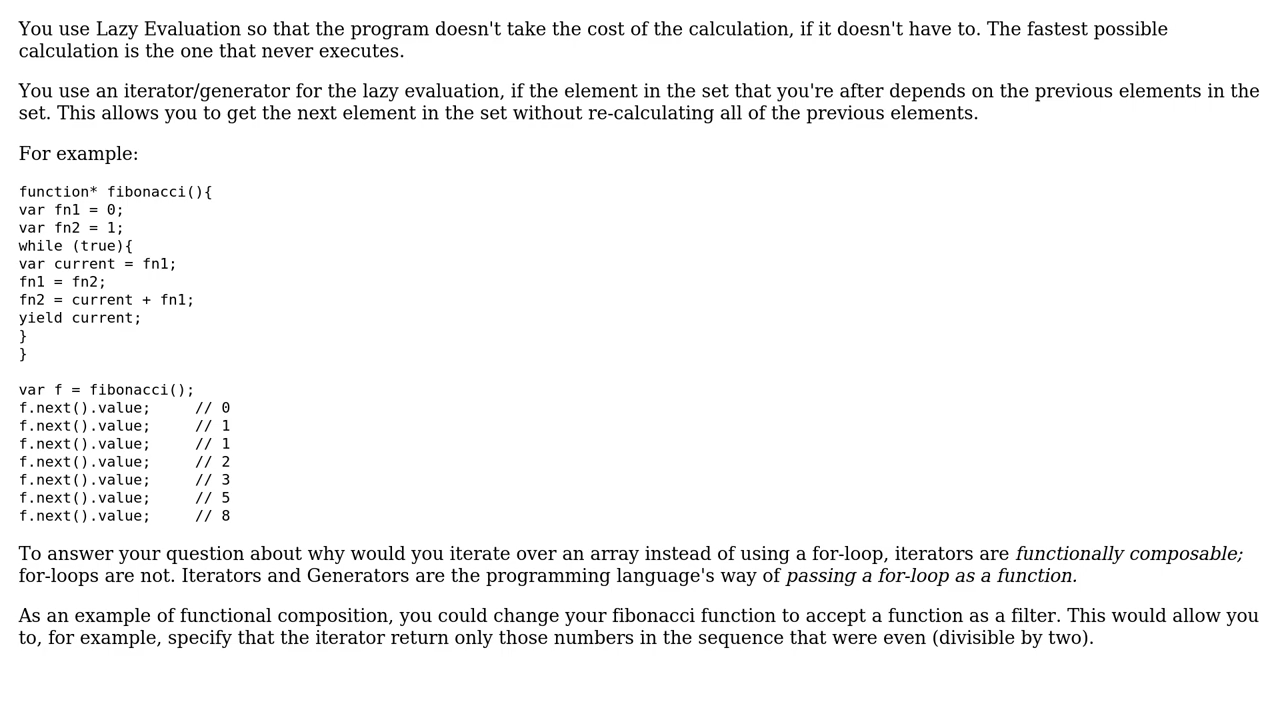 You use Lazy Evaluation so that the program doesn't take the cost of the calculation, if it doesn't have to. The fastest possible
calculation is the one that never executes.
You use an iterator/generator for the lazy evaluation, if the element in the set that you're after depends on the previous elements in the
set. This allows you to get the next element in the set without re-calculating all of the previous elements.
For example:
function* fibonacci(){
var fn1 = 0;
var fn2 = 1;
while (true){
var current = fn1;
fn1 = fn2;
fn2 = current + fn1;
yield current;
}
}
var f = fibonacci();
f.next().value;     // 0
f.next().value;     // 1
f.next().value;     // 1
f.next().value;     // 2
f.next().value;     // 3
f.next().value;     // 5
f.next().value;     // 8
To answer your question about why would you iterate over an array instead of using a for-loop, iterators are functionally composable;
for-loops are not. Iterators and Generators are the programming language's way of passing a for-loop as a function.
As an example of functional composition, you could change your fibonacci function to accept a function as a filter. This would allow you
to, for example, specify that the iterator return only those numbers in the sequence that were even (divisible by two).